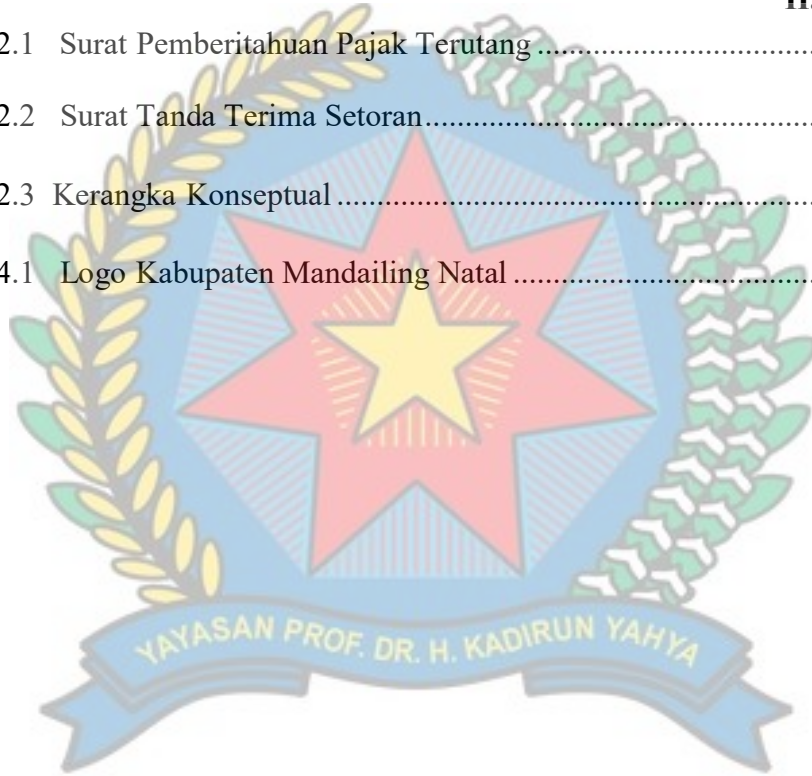 2.1 Surat Pemberitahuan Pajak Terutang ......................................
2.2 Surat Tanda Terima Setoran....................................................
2.3 Kerangka Konseptual ...............................................................
4.1 Logo Kabupaten Mandailing Natal .........................................
YAYASAN PROF. DR. H. KADIRUN YAHYA